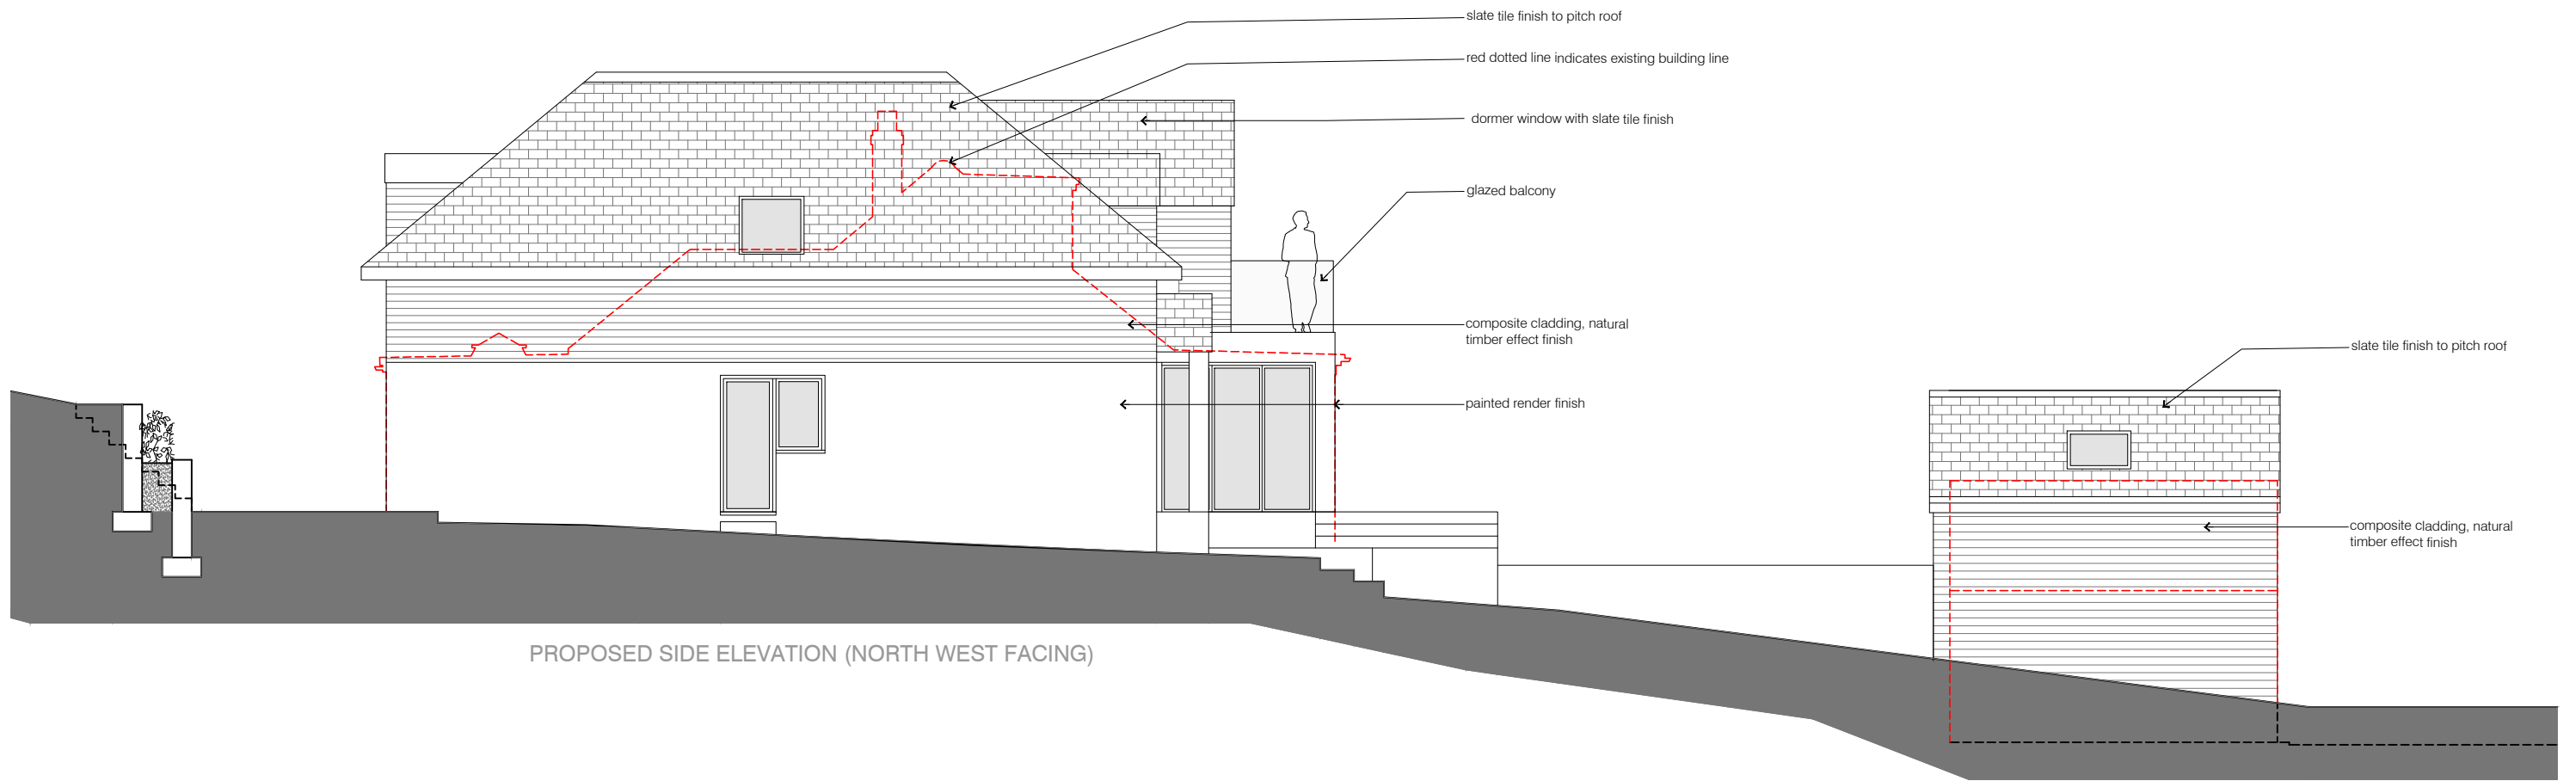 slate tile finish to pitch roof
red dotted line indicates existing building line
dormer window with slate tile finish
glazed balcony
composite cladding, natural
timber effect finish
slate tile finish to pitch roof
painted render finish
composite cladding, natural
timber effect finish
PROPOSED SIDE ELEVATION (NORTH WEST FACING)